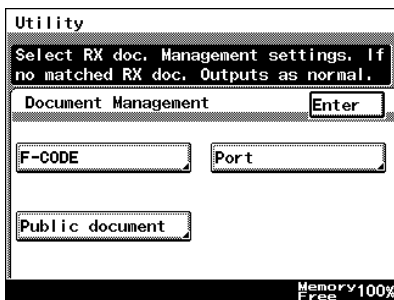 Utility
Select RX doc. Management settings. If
no matched RX doc. Outputs as normal.
Document Management
Enter
F-CODE
Port
Public document
Memory
Free 100%